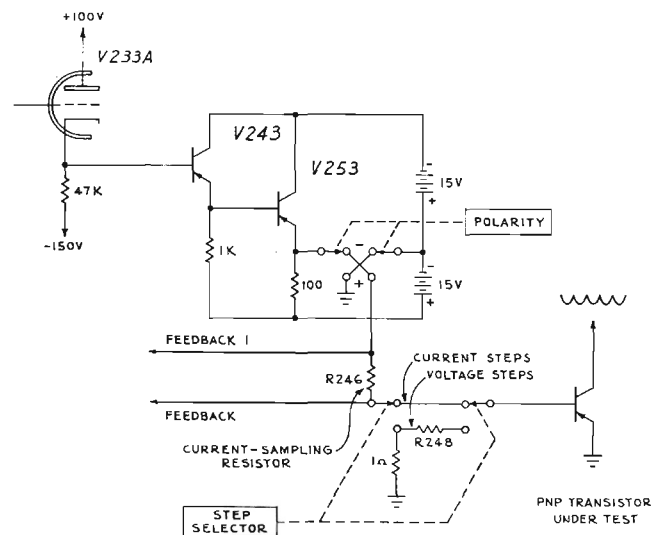 +100V
V233A
47K
-150V
V243
V253
1K
100
-
15V
+
-
15V
+
POLARITY
-
+
FEEDBACK I
R246
FEEDBACK
CURRENT STEPS
VOLTAGE STEPS
R248
1Ω
CURRENT-SAMPLING
RESISTOR
STEP
SELECTOR
PNP TRANSISTOR
UNDER TEST